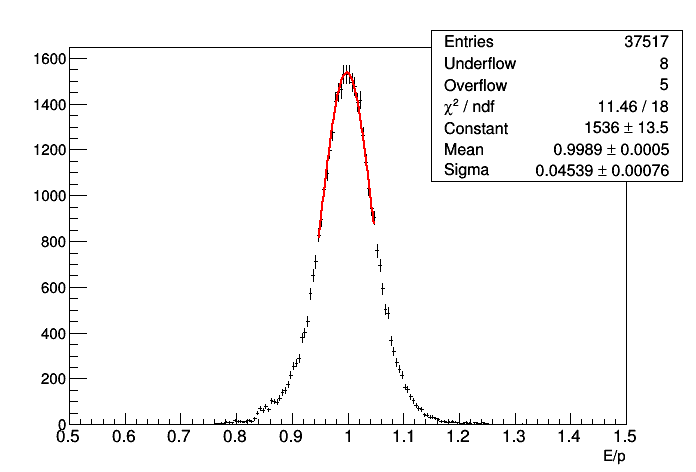 Entries 37517
Underflow 8
Overflow 5
χ² / ndf 11.46 / 18
Constant 1536 ± 13.5
Mean 0.9989 ± 0.0005
Sigma 0.04539 ± 0.00076
1600
1400
1200
1000
800
600
400
200
0
0.5 0.6 0.7 0.8 0.9 1 1.1 1.2 1.3 1.4 1.5
E/p